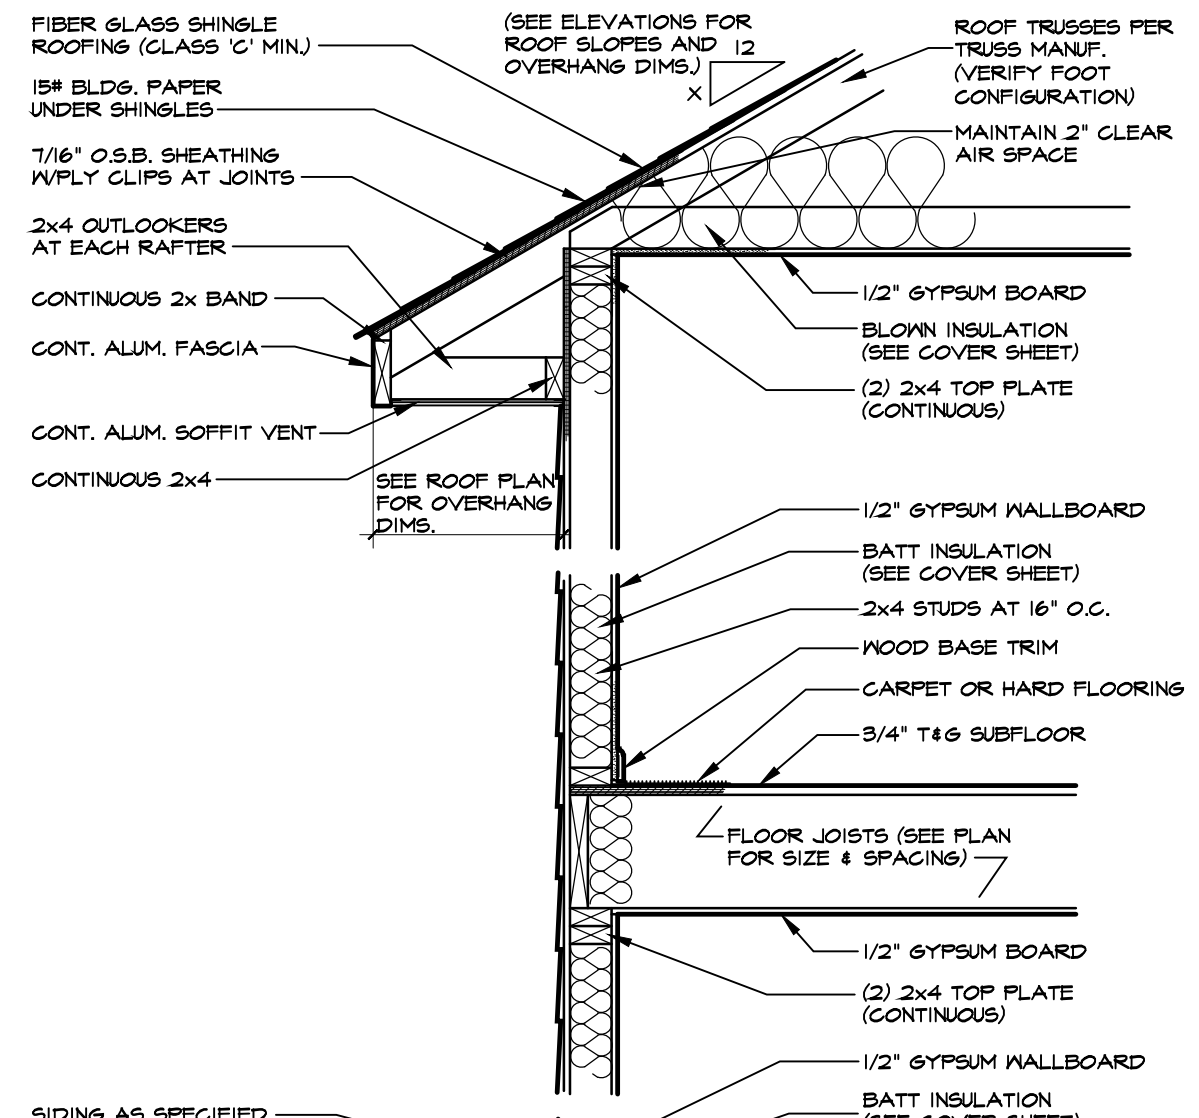 FIBER GLASS SHINGLE
ROOFING (CLASS 'C' MIN.)
15# BLDG. PAPER
UNDER SHINGLES
7/16" O.S.B. SHEATHING
W/PLY CLIPS AT JOINTS
2x4 OUTLOOKERS
AT EACH RAFTER
CONTINUOUS 2x BAND
CONT. ALUM. FASCIA
CONT. ALUM. SOFFIT VENT
CONTINUOUS 2x4
SEE ROOF PLAN
FOR OVERHANG
DIMS.
(SEE ELEVATIONS FOR
ROOF SLOPES AND
OVERHANG DIMS.)
12
X
ROOF TRUSSES PER
TRUSS MANUF.
(VERIFY FOOT
CONFIGURATION)
MAINTAIN 2" CLEAR
AIR SPACE
1/2" GYPSUM BOARD
BLOWN INSULATION
(SEE COVER SHEET)
(2) 2x4 TOP PLATE
(CONTINUOUS)
1/2" GYPSUM WALLBOARD
BATT INSULATION
(SEE COVER SHEET)
2x4 STUDS AT 16" O.C.
WOOD BASE TRIM
CARPET OR HARD FLOORING
3/4" T&G SUBFLOOR
FLOOR JOISTS (SEE PLAN
FOR SIZE & SPACING)
1/2" GYPSUM BOARD
(2) 2x4 TOP PLATE
(CONTINUOUS)
1/2" GYPSUM WALLBOARD
BATT INSULATION
(SEE COVER SHEET)
SIDING AS SPECIFIED